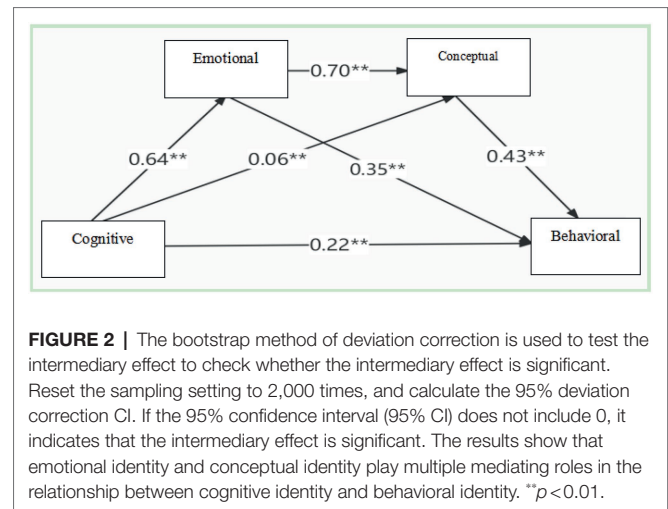 Emotional
Conceptual
0.70**
0.64**
0.06**
0.35**
0.43**
Cognitive
Behavioral
0.22**
FIGURE 2 | The bootstrap method of deviation correction is used to test the
intermediary effect to check whether the intermediary effect is significant.
Reset the sampling setting to 2,000 times, and calculate the 95% deviation
correction CI. If the 95% confidence interval (95% CI) does not include 0, it
indicates that the intermediary effect is significant. The results show that
emotional identity and conceptual identity play multiple mediating roles in the
relationship between cognitive identity and behavioral identity. **p<0.01.